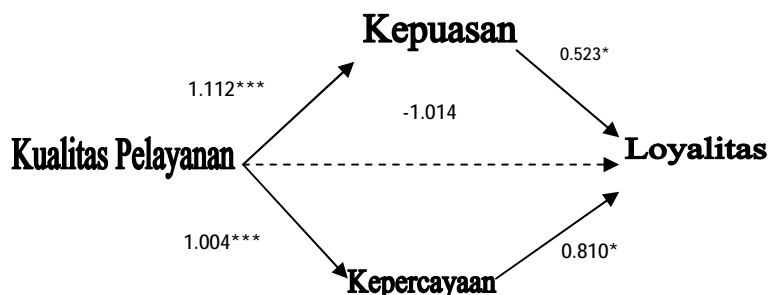 Kepuasan
0.523*
1.112***
-1.014
Kualitas Pelayanan
Loyalitas
1.004***
0.810*
Kepercayaan